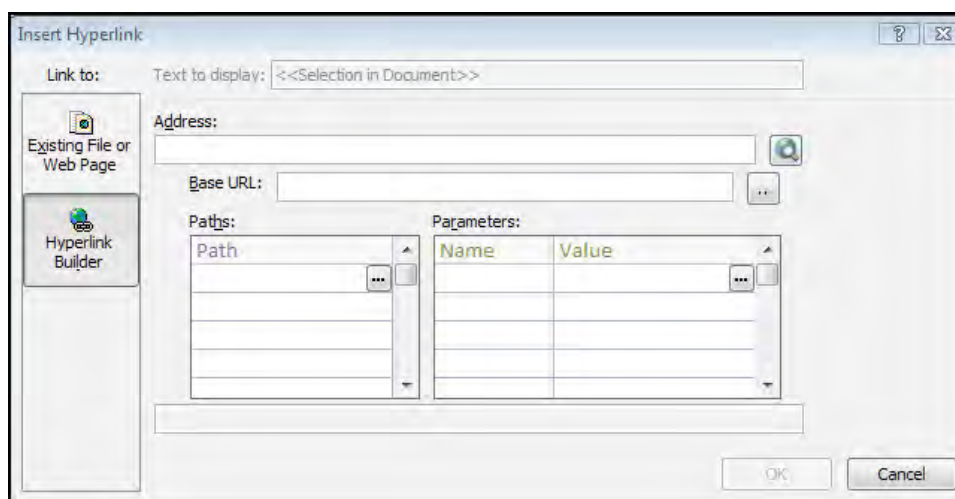 Insert Hyperlink
Link to:
Text to display: <<Selection in Document>>
Existing File or
Web Page
Hyperlink
Builder
Address:
Base URL:
..
Paths:
Parameters:
Path
Name Value
...
...
OK
Cancel